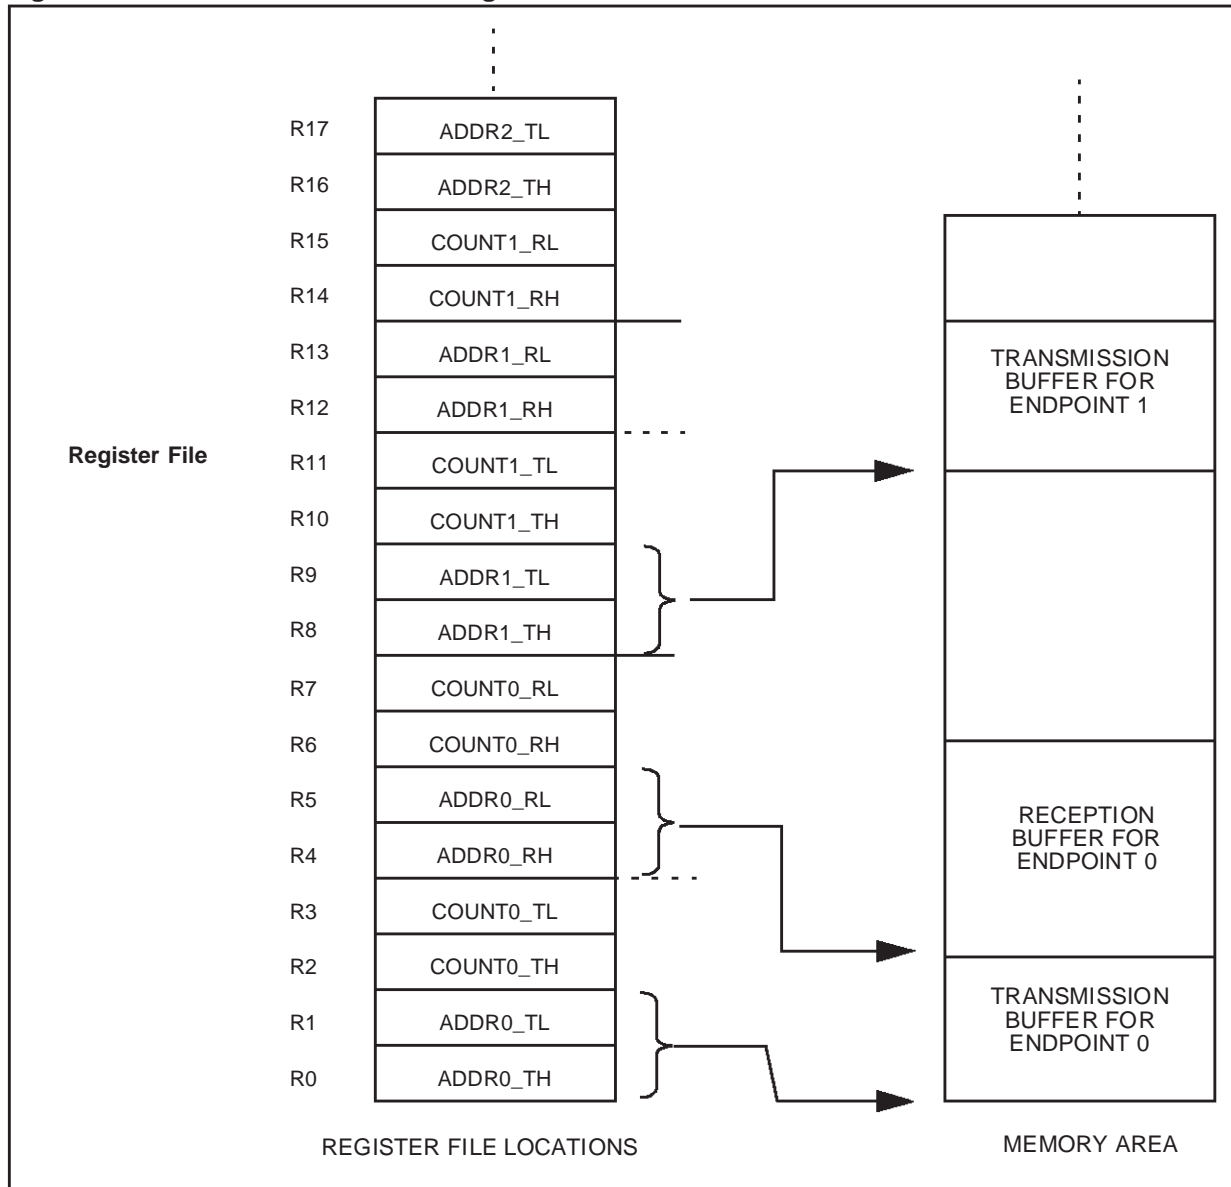 R17 ADDR2_TL
R16 ADDR2_TH
R15 COUNT1_RL
R14 COUNT1_RH
R13 ADDR1_RL
R12 ADDR1_RH
Register File
R11 COUNT1_TL
R10 COUNT1_TH
R9 ADDR1_TL
R8 ADDR1_TH
R7 COUNT0_RL
R6 COUNT0_RH
R5 ADDR0_RL
R4 ADDR0_RH
R3 COUNT0_TL
R2 COUNT0_TH
R1 ADDR0_TL
R0 ADDR0_TH
REGISTER FILE LOCATIONS
TRANSMISSION
BUFFER FOR
ENDPOINT 1
RECEPTION
BUFFER FOR
ENDPOINT 0
TRANSMISSION
BUFFER FOR
ENDPOINT 0
MEMORY AREA